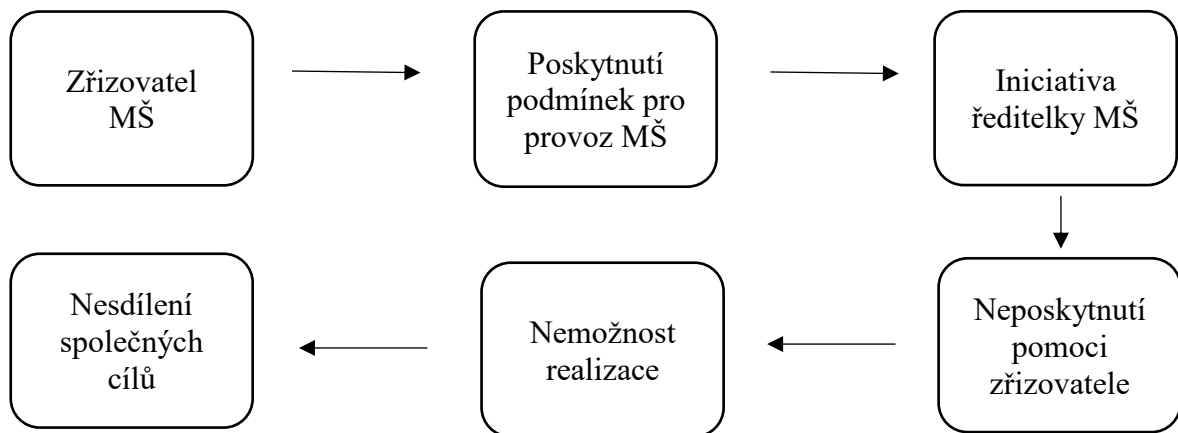 Zřizovatel
MŠ
Poskytnutí
podmínek pro
provoz MŠ
Iniciativa
ředitelky MŠ
Neposkytnutí
pomoci
zřizovatele
Nemožnost
realizace
Nesdílení
společných
cílů